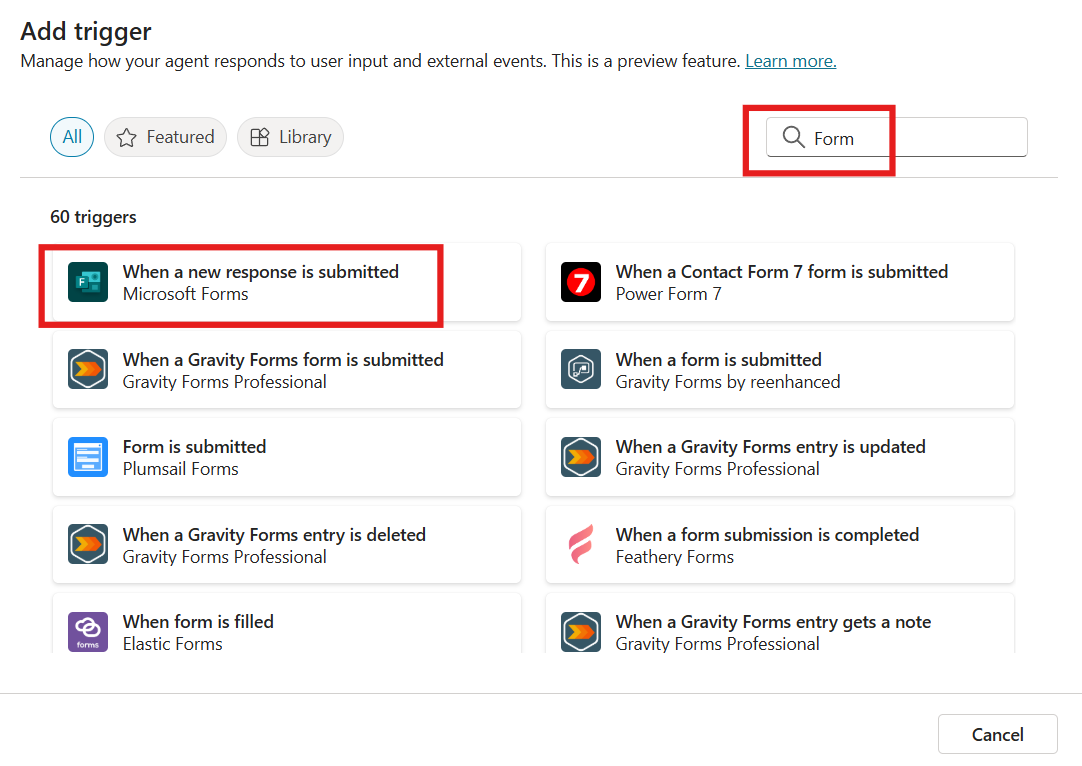 Add trigger
Manage how your agent responds to user input and external events. This is a preview feature. Learn more.
All
Featured
Library
Form
60 triggers
When a new response is submitted
Microsoft Forms
When a Contact Form 7 form is submitted
Power Form 7
When a Gravity Forms form is submitted
Gravity Forms Professional
When a form is submitted
Gravity Forms by reenhanced
Form is submitted
Plumsail Forms
When a Gravity Forms entry is updated
Gravity Forms Professional
When a Gravity Forms entry is deleted
Gravity Forms Professional
When a form submission is completed
Feathery Forms
When form is filled
Elastic Forms
When a Gravity Forms entry gets a note
Gravity Forms Professional
F
7
forms
Cancel